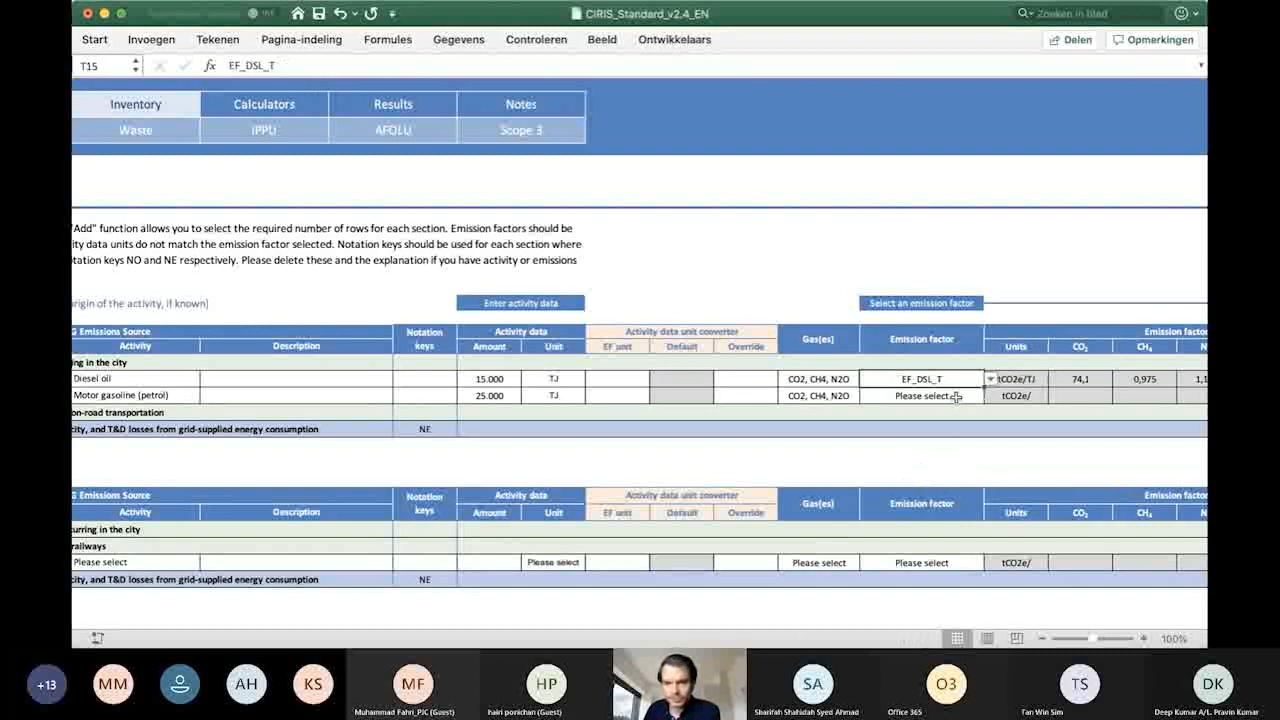 CIRIS_Standard_v2.4_EN
Zoeken in blad
Start Invoegen Tekenen Pagina-indeling Formules Gegevens Controleren Beeld Ontwikkelaars Delen Opmerkingen
T15 fx EF_DSL_T
Inventory Calculators Results Notes
Waste IPPU AFOLU Scope 3
"Add" function allows you to select the required number of rows for each section. Emission factors should be
ity data units do not match the emission factor selected. Notation keys should be used for each section where
otation keys NO and NE respectively. Please delete these and the explanation if you have activity or emissions
origin of the activity, if known) Enter activity data Select an emission factor
G Emissions Source Notation keys Activity data Activity data unit converter Gas(es) Emission factor Emission factor
Activity Description Amount Unit EF unit Default Override Units CO₂ CH₄ N
ring in the city
Diesel oil 15.000 TJ CO2, CH4, N2O EF_DSL_T tCO2e/TJ 74,1 0,975 1,1
Motor gasoline (petrol) 25.000 TJ CO2, CH4, N2O Please select tCO2e/
on-road transportation
city, and T&D losses from grid-supplied energy consumption NE
G Emissions Source Notation keys Activity data Activity data unit converter Gas(es) Emission factor Emission factor
Activity Description Amount Unit EF unit Default Override Units CO₂ CH₄ N
curring in the city
railways
Please select Please select Please select Please select tCO2e/
city, and T&D losses from grid-supplied energy consumption NE
100%
+13 MM AH KS MF HP SA O3 TS DK
Muhammad Fahri_PJC (Guest) hairi ponichan (Guest) Sharifah Shahidah Syed Ahmad Office 365 Tan Win Sim Deep Kumar A/L. Pravin Kumar